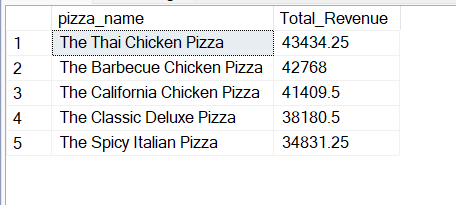 pizza_name Total_Revenue
1 The Thai Chicken Pizza 43434.25
2 The Barbecue Chicken Pizza 42768
3 The California Chicken Pizza 41409.5
4 The Classic Deluxe Pizza 38180.5
5 The Spicy Italian Pizza 34831.25